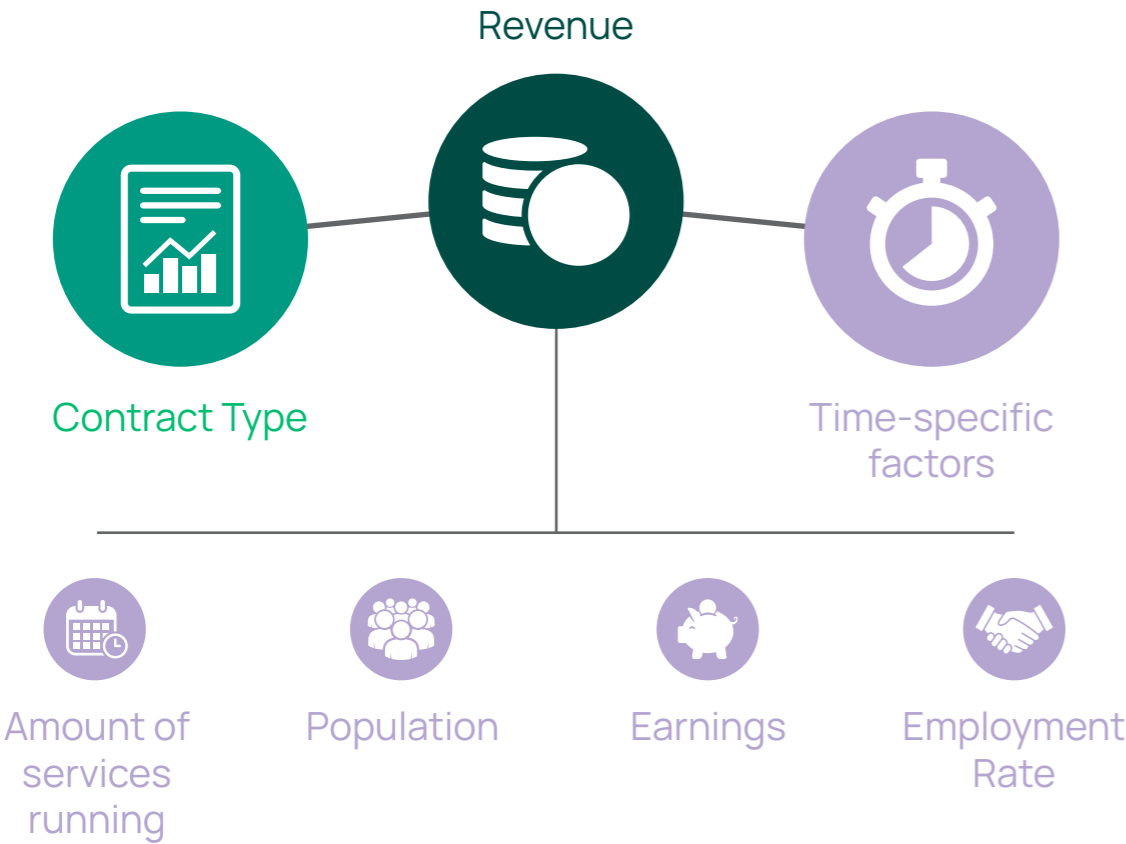 Revenue
Contract Type
Time-specific
factors
Amount of
services
running
Population
Earnings
Employment
Rate